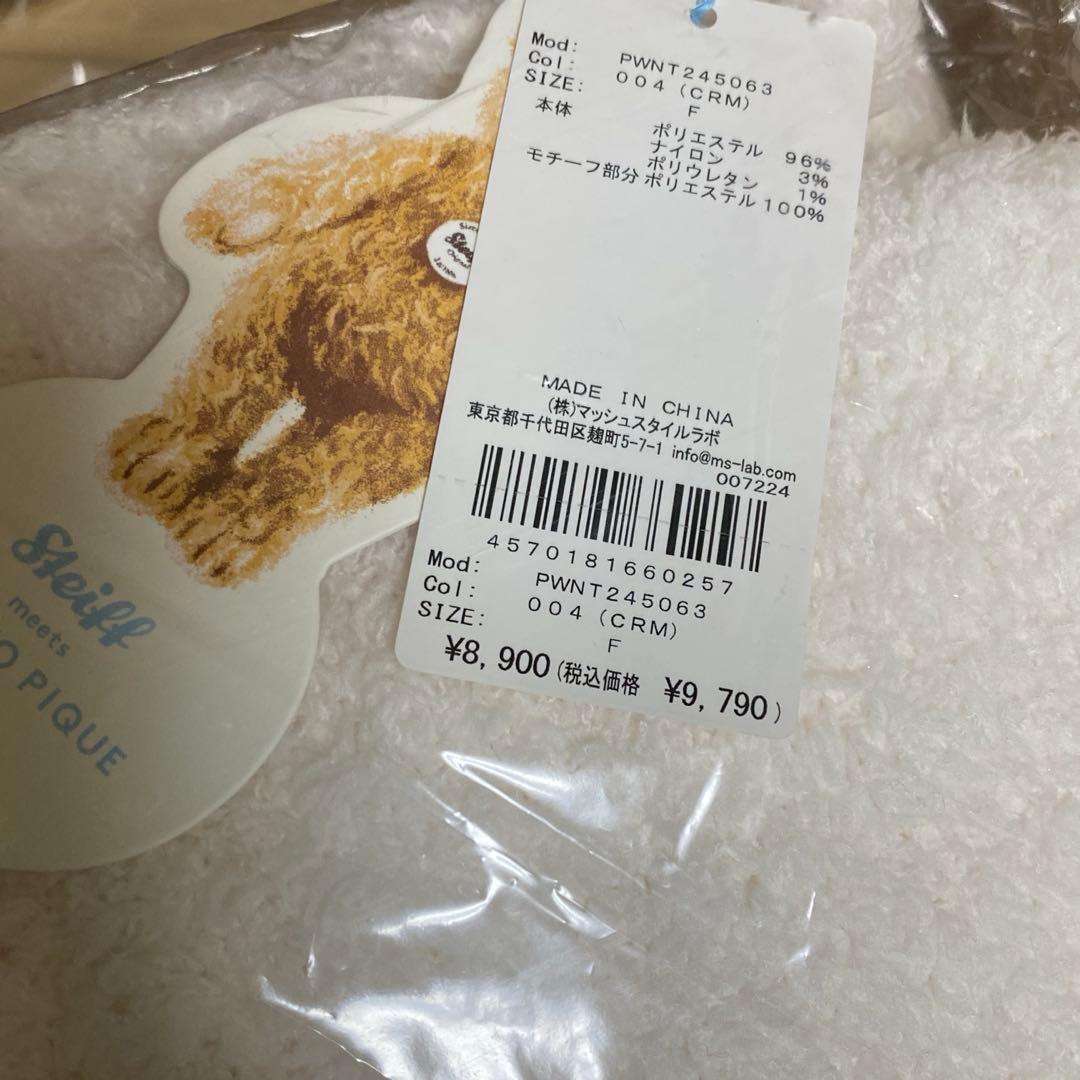 Mod: PWNT245063
Col: 004 (CRM)
SIZE: F
本体 ポリエステル 96%
ナイロン 3%
ポリウレタン 1%
モチーフ部分 ポリエステル 100%
MADE IN CHINA
(株)マッシュスタイルラボ
東京都千代田区麹町5-7-1 info@ms-lab.com
007224
4570181660257
Mod: PWNT245063
Col: 004 (CRM)
SIZE: F
¥8,900 (税込価格 ¥9,790)
Steiff
meets
O PIQUE